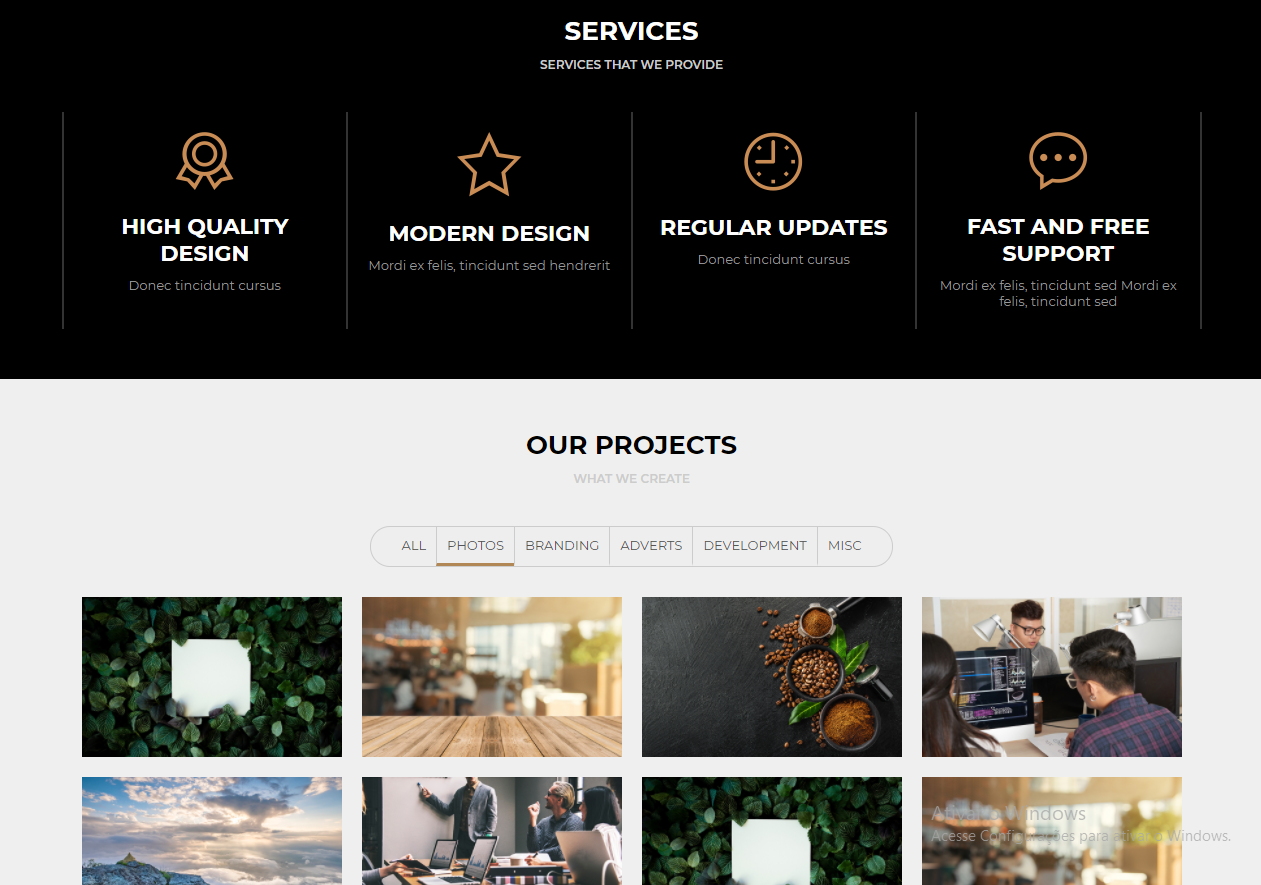 SERVICES
SERVICES THAT WE PROVIDE
HIGH QUALITY
DESIGN
Donec tincidunt cursus
MODERN DESIGN
Mordi ex felis, tincidunt sed hendrerit
REGULAR UPDATES
Donec tincidunt cursus
FAST AND FREE
SUPPORT
Mordi ex felis, tincidunt sed Mordi ex
felis, tincidunt sed
OUR PROJECTS
WHAT WE CREATE
ALL
PHOTOS
BRANDING
ADVERTS
DEVELOPMENT
MISC
Ativar o Windows
Acesse Configurações para ativar o Windows.